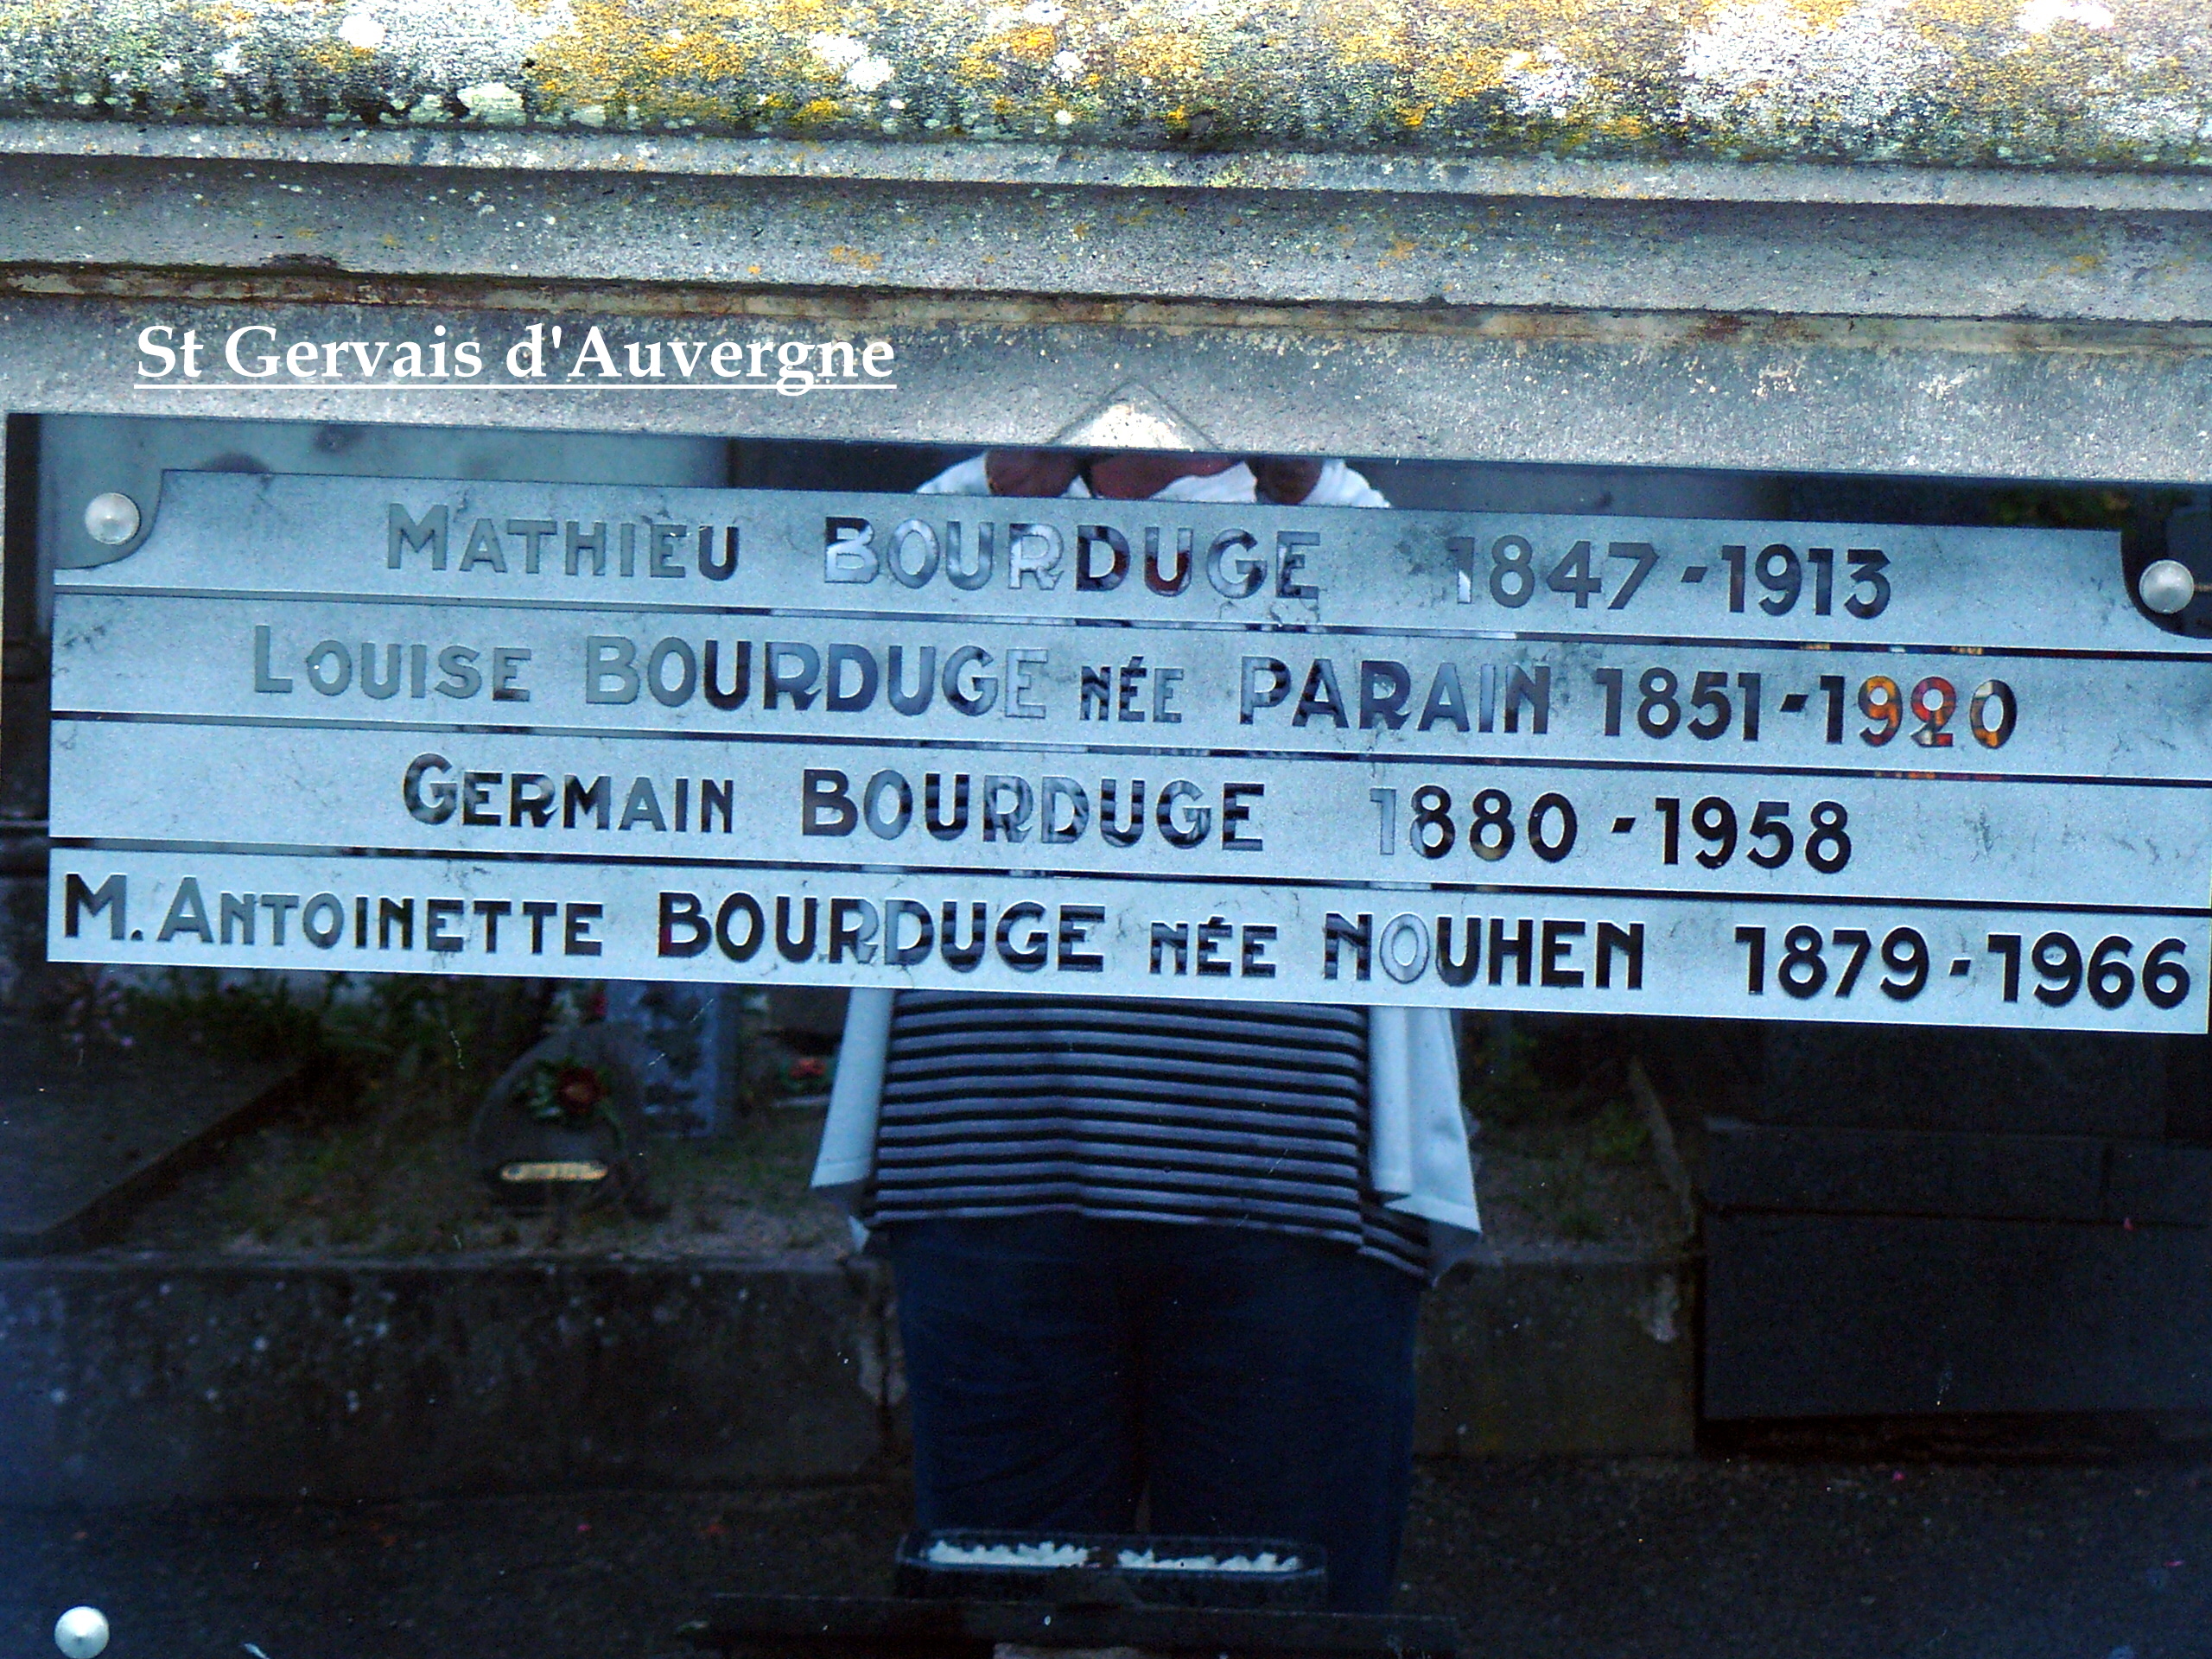 St Gervais d'Auvergne
MATHIEU BOURDUGE 1847-1913
LOUISE BOURDUGE NÉE PARAIN 1851-1920
GERMAIN BOURDUGE 1880-1958
M. ANTOINETTE BOURDUGE NÉE NOUHEN 1879-1966